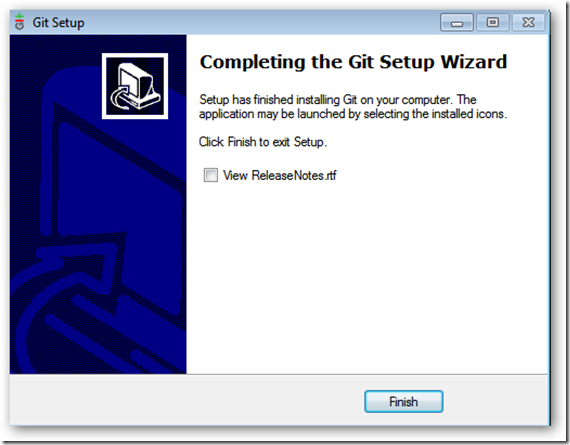 Git Setup
Completing the Git Setup Wizard
Setup has finished installing Git on your computer. The
application may be launched by selecting the installed icons.
Click Finish to exit Setup.
View ReleaseNotes.rtf
Finish